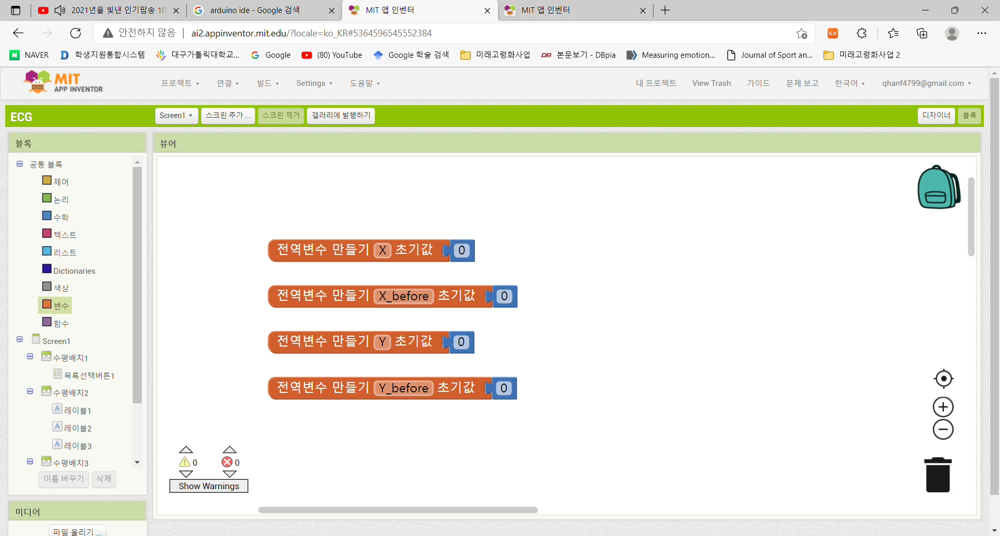 2021년을 빛낸 인기팝송 100
arduino ide - Google 검색
MIT 앱 인벤터
MIT 앱 인벤터
안전하지 않음 | ai2.appinventor.mit.edu/?locale=ko_KR#5364596545552384
EX
N NAVER
D 학생지원통합시스템
대구가톨릭대학교...
Google
(80) YouTube
Google 학술 검색
미래고령화사업
DB 본문보기 - DBpia
Measuring emotion...
Journal of Sport an...
미래고령화사업 2
MIT
APP INVENTOR
프로젝트
연결
빌드
Settings
도움말
내 프로젝트
View Trash
가이드
문제 보고
한국어
qhanf4799@gmail.com
ECG
Screen1
스크린 추가 ...
스크린 제거
갤러리에 발행하기
디자이너
블록
블록
공통 블록
제어
논리
수학
텍스트
리스트
Dictionaries
색상
변수
함수
Screen1
수평배치1
목록선택버튼1
수평배치2
A 레이블1
A 레이블2
A 레이블3
수평배치3
이름 바꾸기
삭제
미디어
파일 올리기 ...
뷰어
전역변수 만들기 X 초기값 0
전역변수 만들기 X_before 초기값 0
전역변수 만들기 Y 초기값 0
전역변수 만들기 Y_before 초기값 0
0
0
Show Warnings